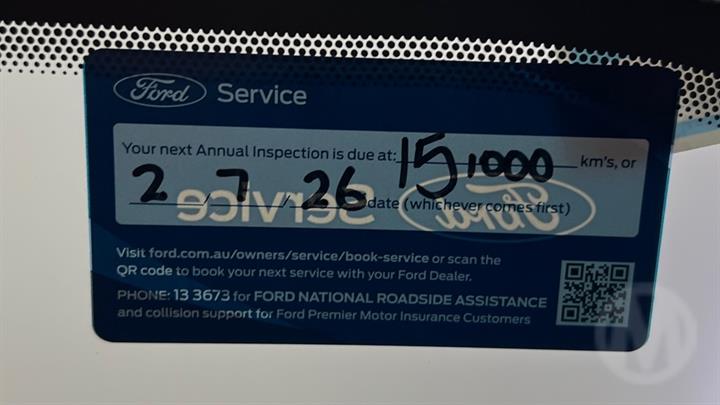 Ford Service
Your next Annual Inspection is due at: 15,000 km's, or
2 / 7 / 26 date (whichever comes first)
Visit ford.com.au/owners/service/book-service or scan the
QR code to book your next service with your Ford Dealer.
PHONE: 13 3673 for FORD NATIONAL ROADSIDE ASSISTANCE
and collision support for Ford Premier Motor Insurance Customers
Ford Service
M